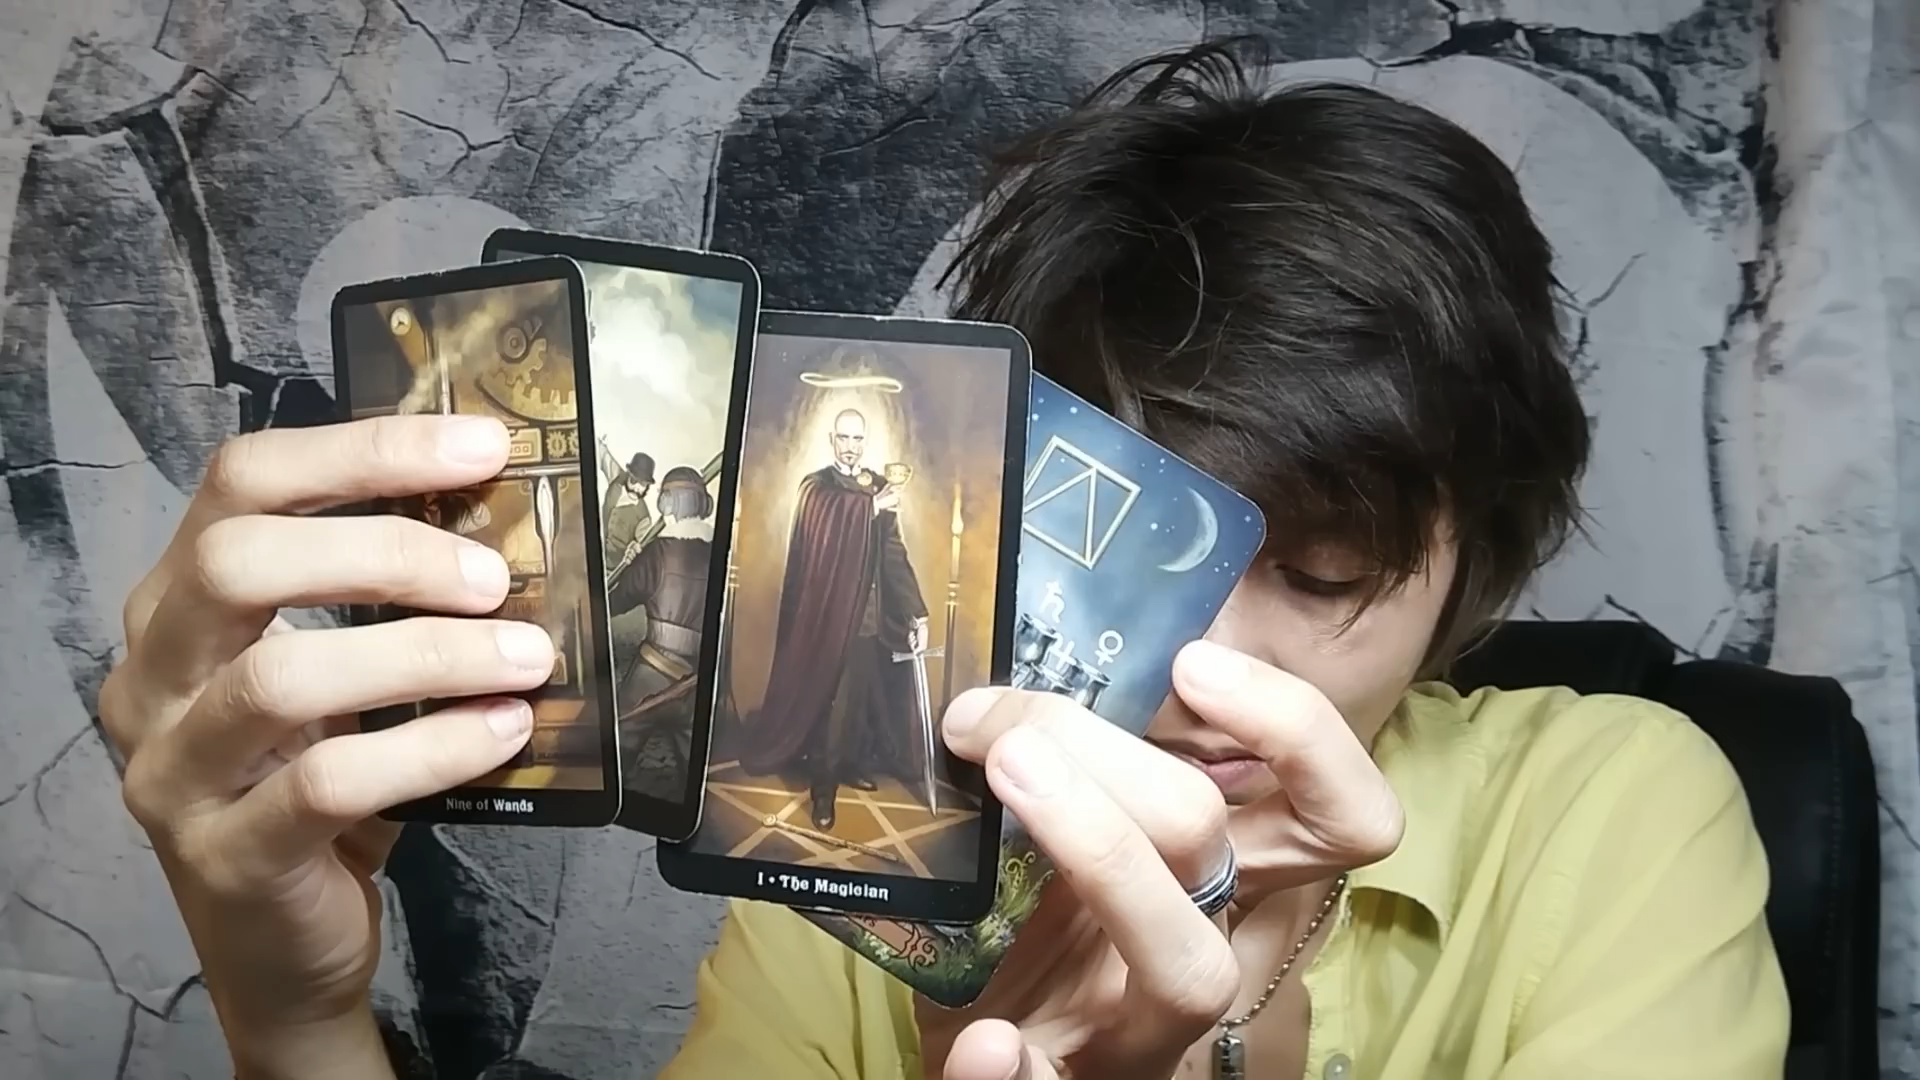 Nine of Wands
I • The Magician